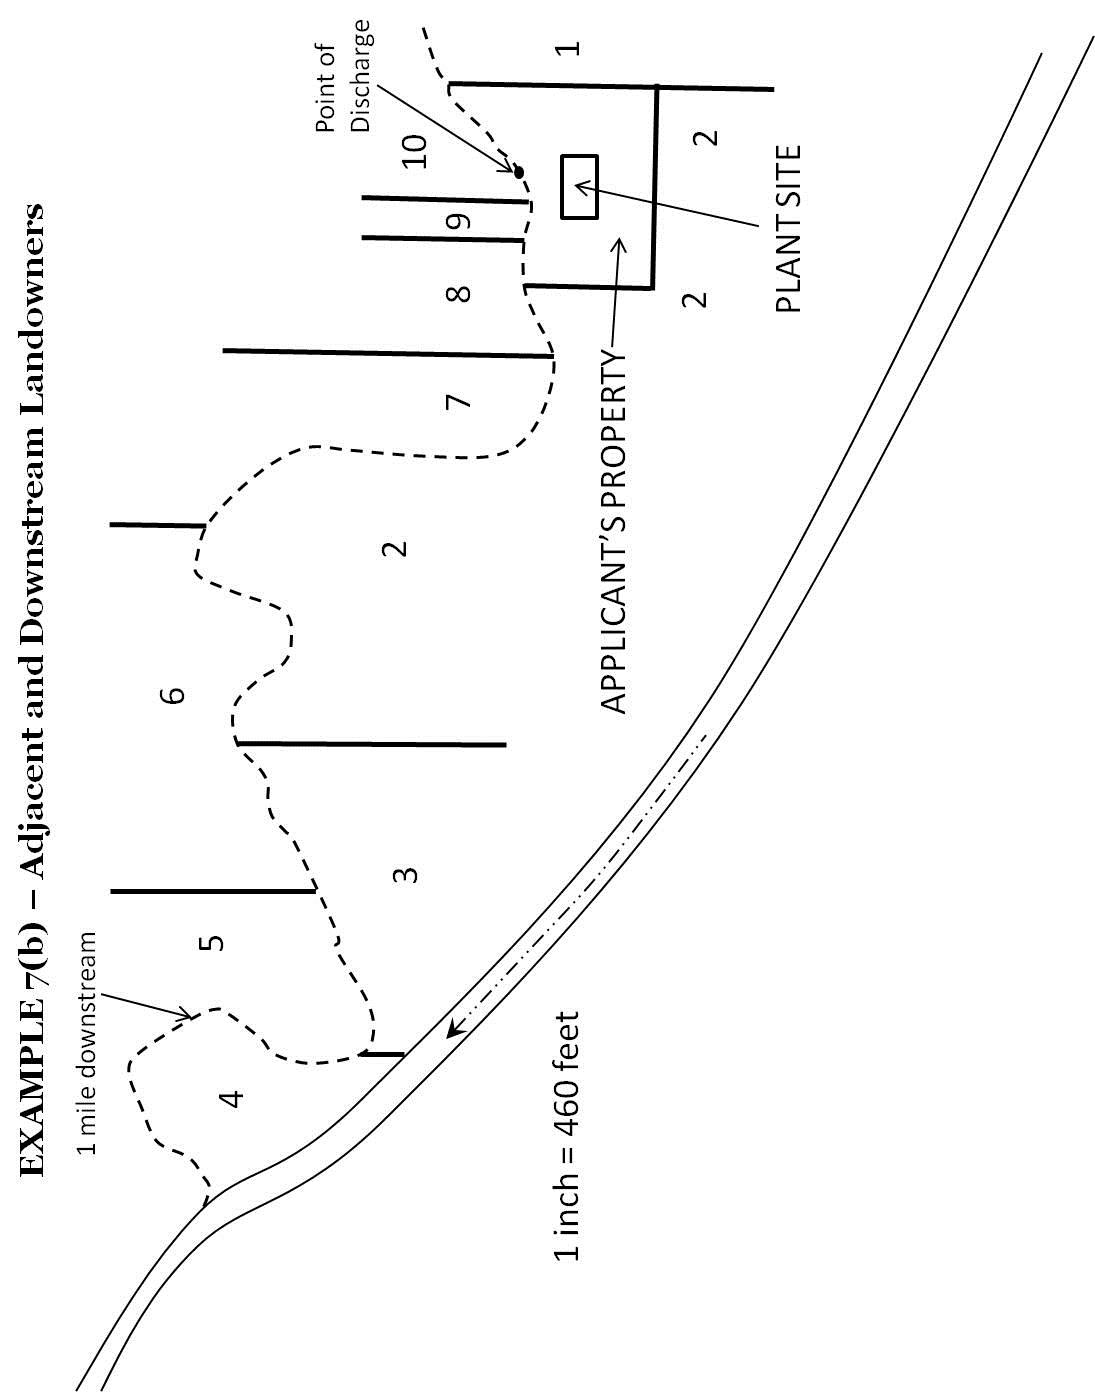 EXAMPLE 7(b) – Adjacent and Downstream Landowners
1 mile downstream
Point of
Discharge
5
6
10
9
8
7
1
4
3
2
2
2
APPLICANT'S PROPERTY
PLANT SITE
1 inch = 460 feet